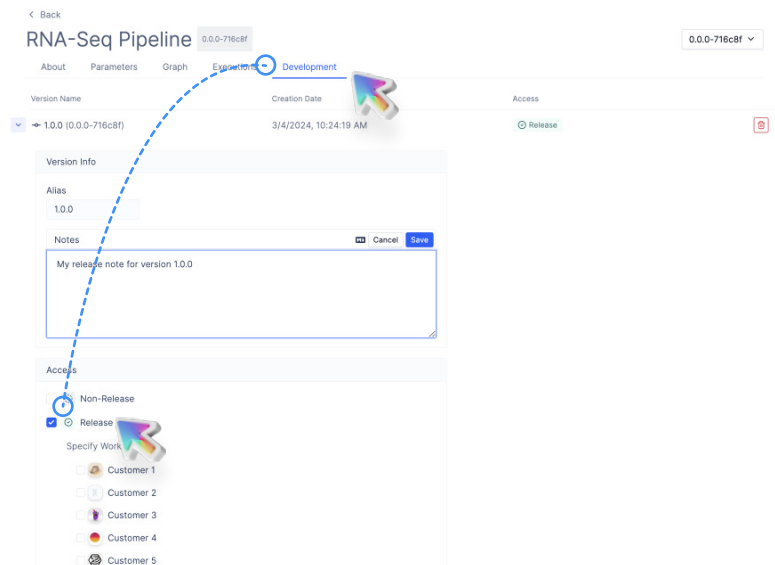 < Back
RNA-Seq Pipeline 0.0.0-716c8f 0.0.0-716c8f
About Parameters Graph Executions Development
Version Name Creation Date Access
1.0.0 (0.0.0-716c8f) 3/4/2024, 10:24:19 AM Release
Version Info
Alias
1.0.0
Notes Cancel Save
My release note for version 1.0.0
Access
Non-Release
Release
Specify Work
Customer 1
Customer 2
Customer 3
Customer 4
Customer 5